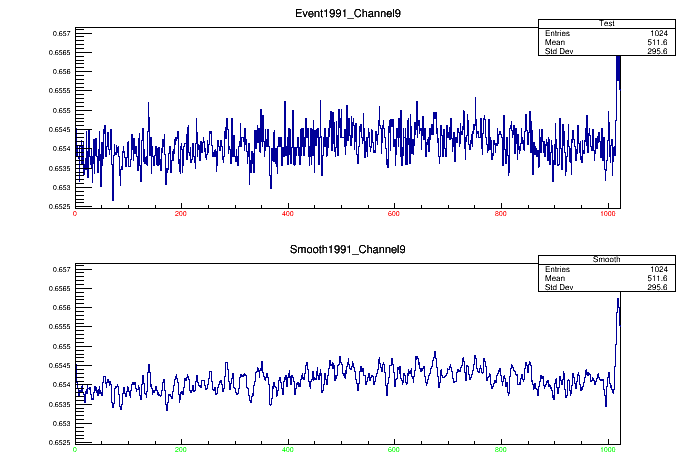 Event1991_Channel9
Test
Entries 1024
Mean 511.6
Std Dev 295.6
0.657
0.6565
0.656
0.6555
0.655
0.6545
0.654
0.6535
0.653
0.6525
0 200 400 600 800 1000
Smooth1991_Channel9
Smooth
Entries 1024
Mean 511.6
Std Dev 295.6
0.657
0.6565
0.656
0.6555
0.655
0.6545
0.654
0.6535
0.653
0.6525
0 200 400 600 800 1000